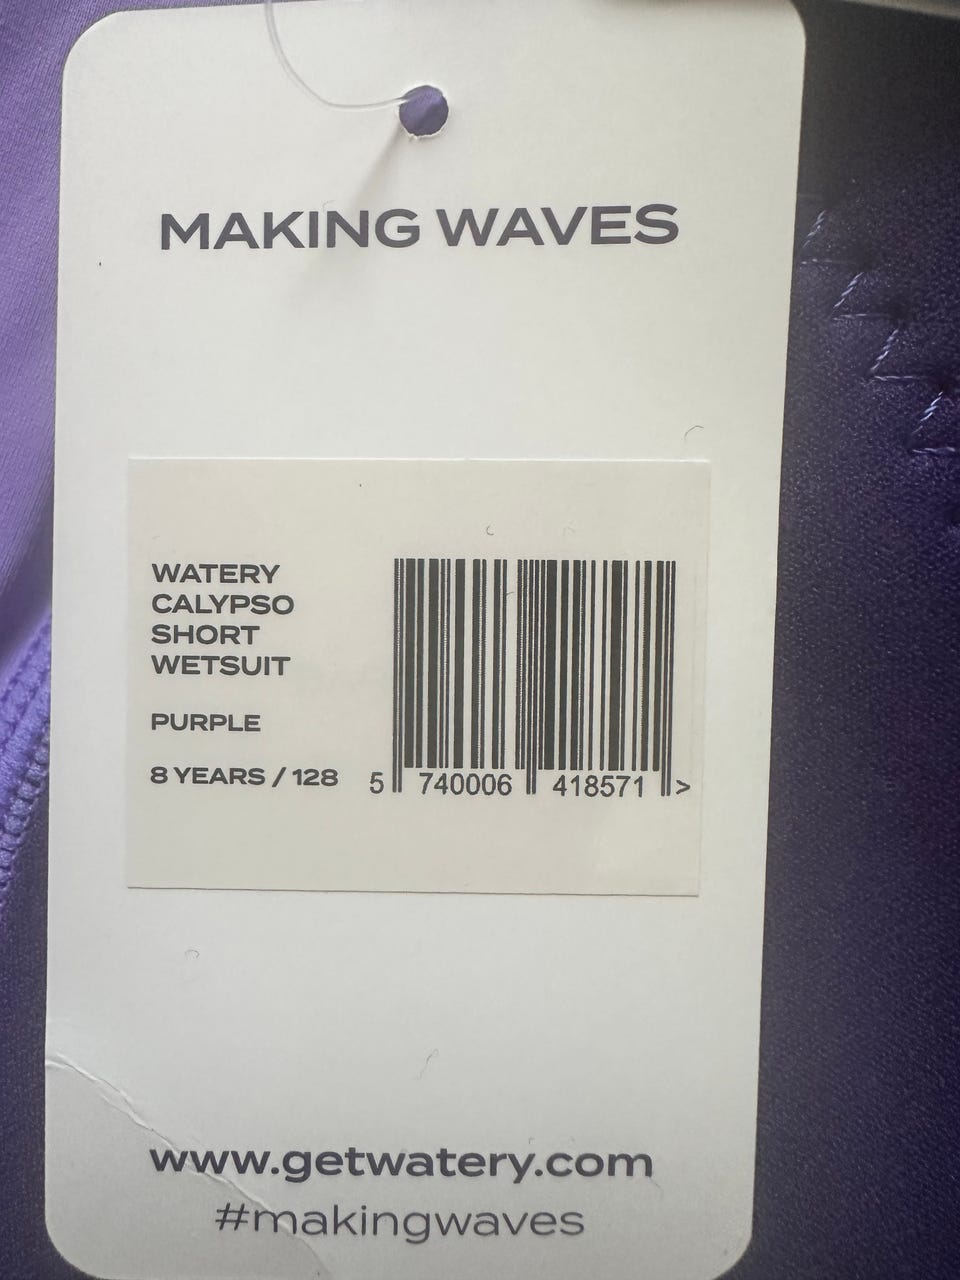 MAKING WAVES
WATERY
CALYPSO
SHORT
WETSUIT
PURPLE
8 YEARS / 128
5 740006 418571 >
www.getwatery.com
#makingwaves